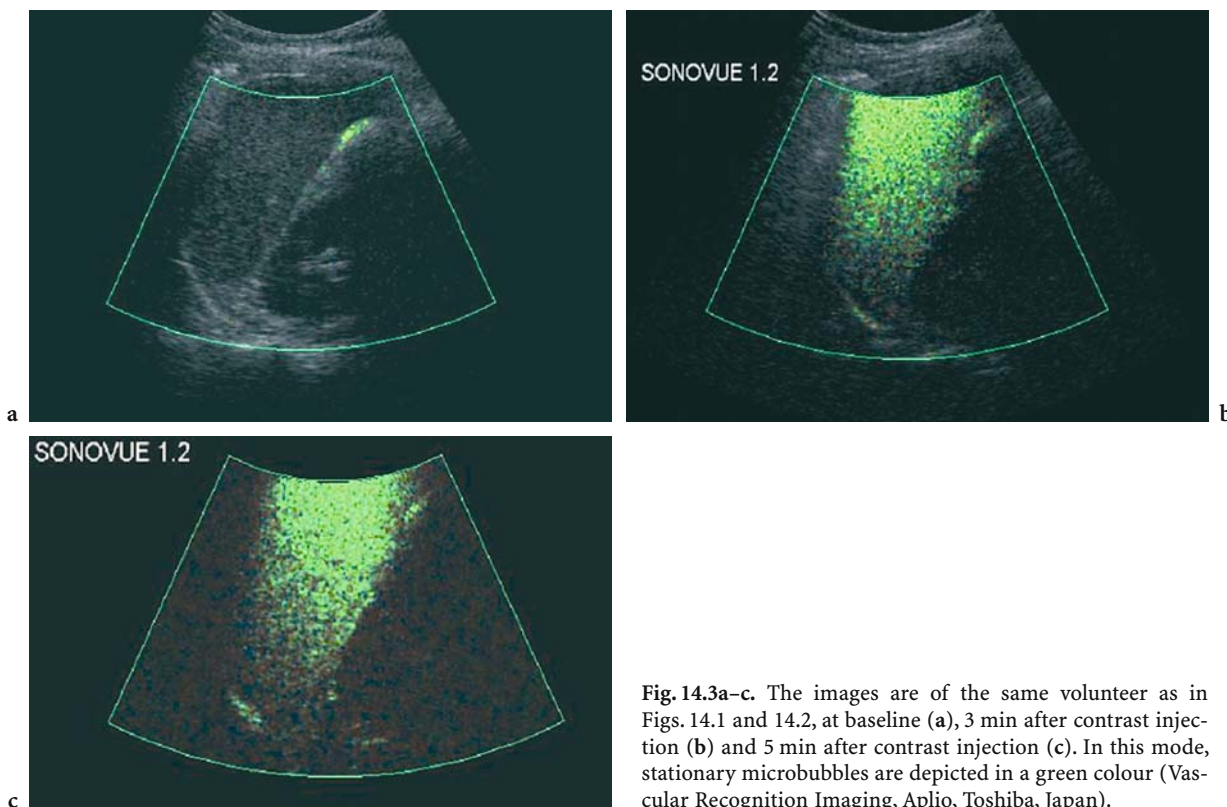 SONOVUE 1.2
a
b
SONOVUE 1.2
c
Fig. 14.3a–c. The images are of the same volunteer as in
Figs. 14.1 and 14.2, at baseline (a), 3 min after contrast injec-
tion (b) and 5 min after contrast injection (c). In this mode,
stationary microbubbles are depicted in a green colour (Vas-
cular Recognition Imaging, Aplio, Toshiba, Japan).